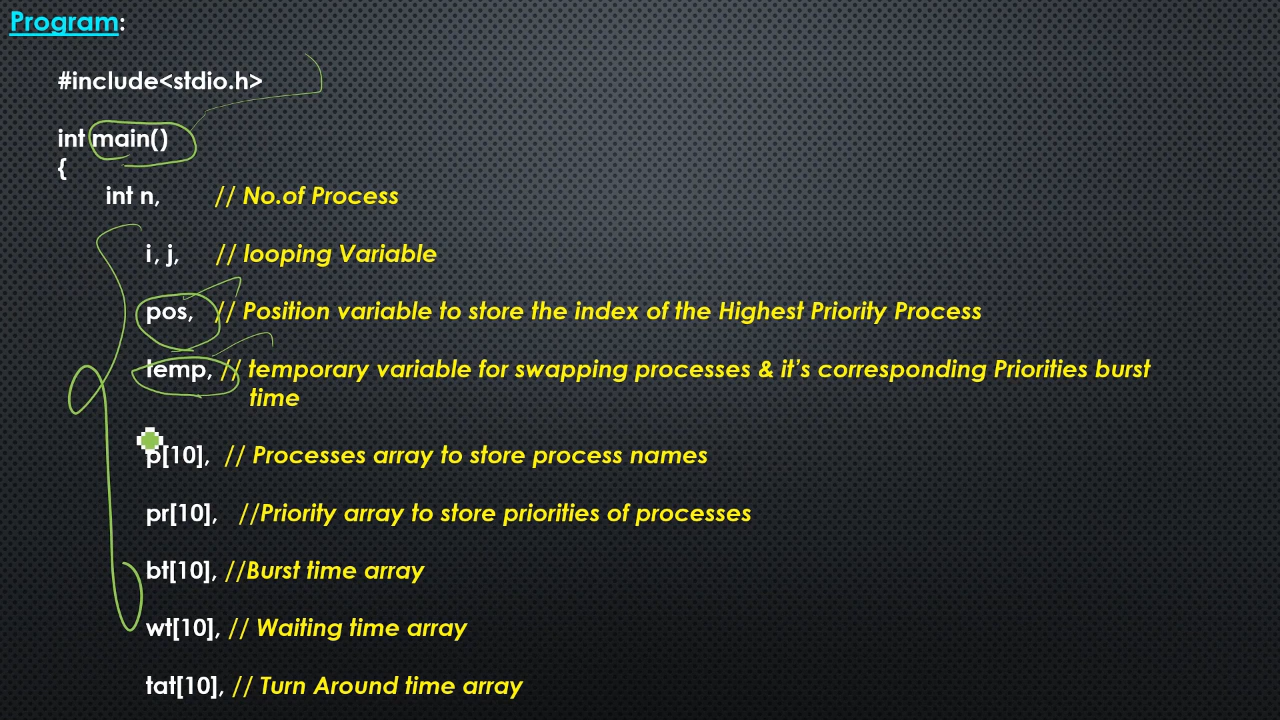 Program:
#include<stdio.h>
int main()
{
int n, // No.of Process
i, j, // looping Variable
pos, // Position variable to store the index of the Highest Priority Process
temp, // temporary variable for swapping processes & it's corresponding Priorities burst
time
p[10], // Processes array to store process names
pr[10], //Priority array to store priorities of processes
bt[10], //Burst time array
wt[10], // Waiting time array
tat[10], // Turn Around time array